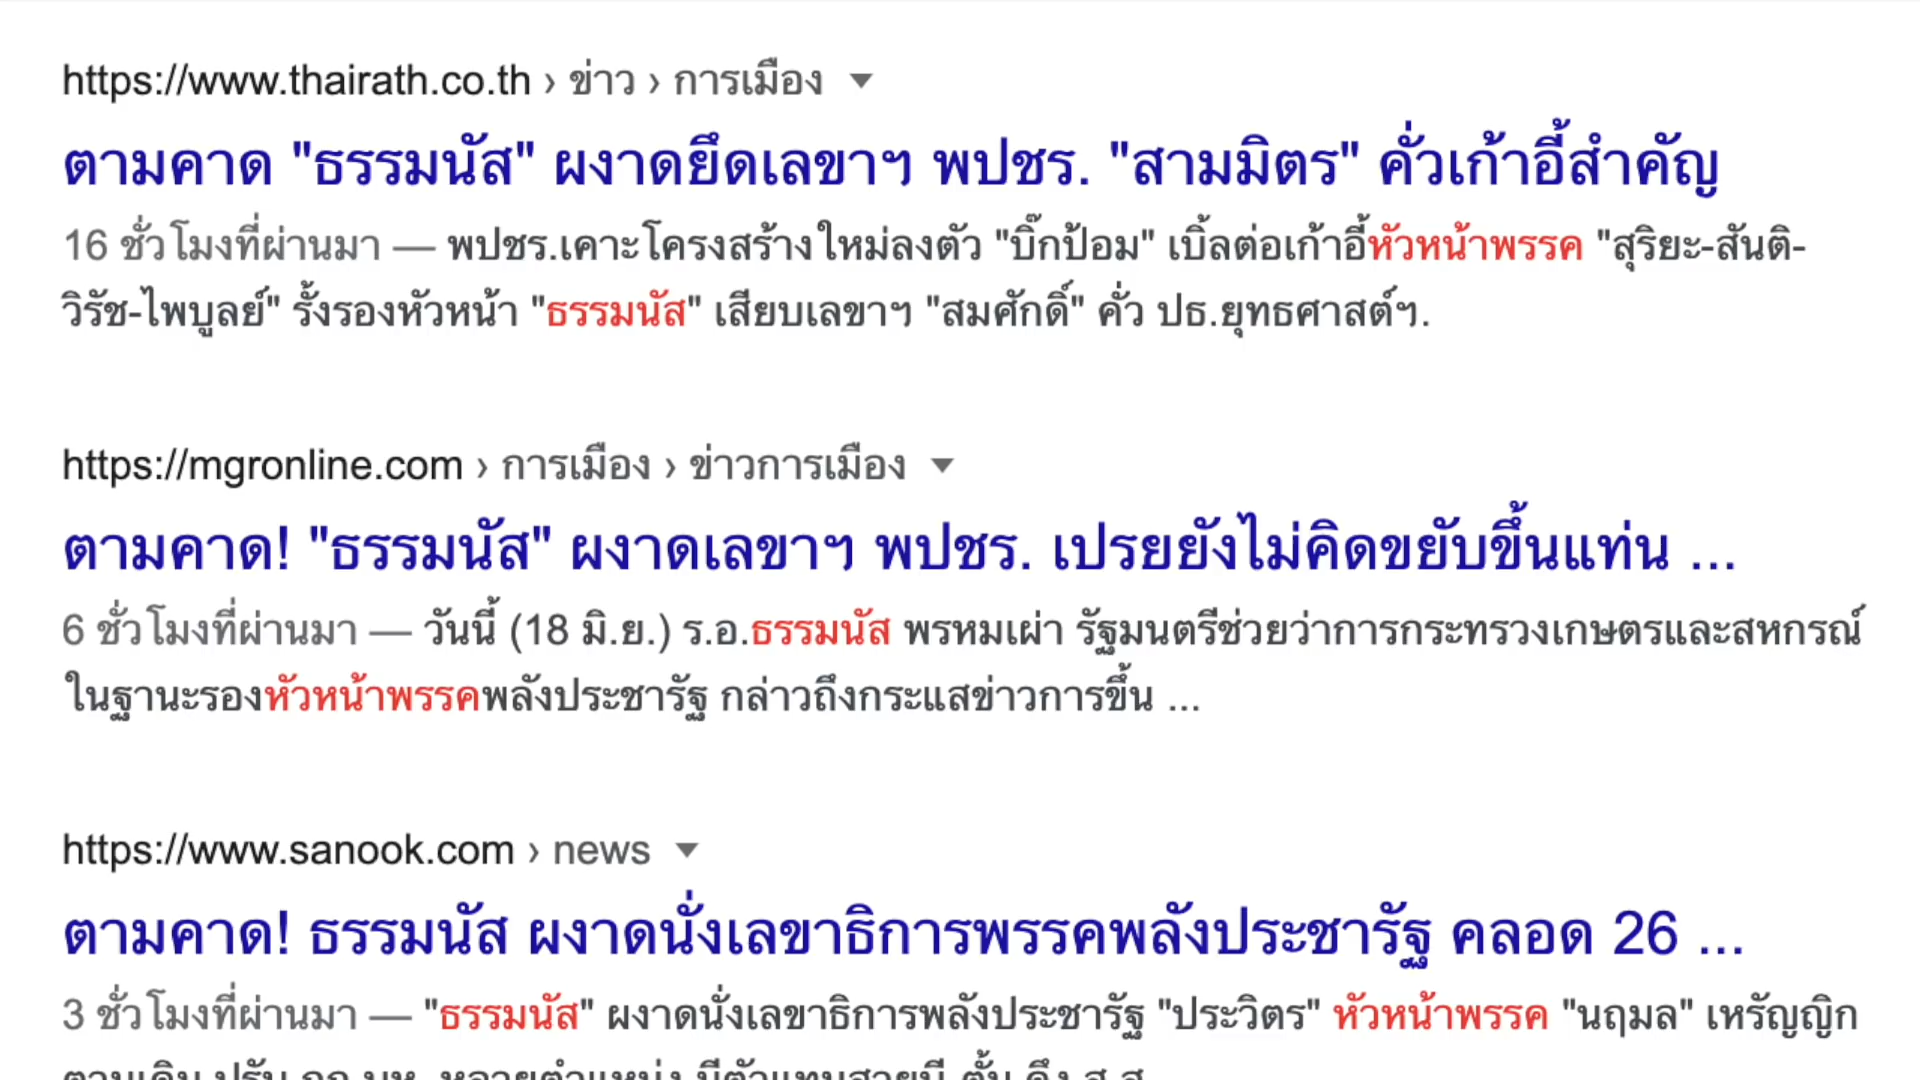 https://www.thairath.co.th › ข่าว › การเมือง
ตามคาด "ธรรมนัส" ผงาดยึดเลขาฯ พปชร. "สามมิตร" คั่วเก้าอี้สำคัญ
16 ชั่วโมงที่ผ่านมา — พปชร.เคาะโครงสร้างใหม่ลงตัว "บิ๊กป้อม" เบิ้ลต่อเก้าอี้หัวหน้าพรรค "สุริยะ-สันติ-
วิรัช-ไพบูลย์" รั้งรองหัวหน้า "ธรรมนัส" เสียบเลขาฯ "สมศักดิ์" คั่ว ปธ.ยุทธศาสต์ฯ.
https://mgronline.com › การเมือง › ข่าวการเมือง
ตามคาด! "ธรรมนัส" ผงาดเลขาฯ พปชร. เปรยยังไม่คิดขยับขึ้นแท่น ...
6 ชั่วโมงที่ผ่านมา — วันนี้ (18 มิ.ย.) ร.อ.ธรรมนัส พรหมเผ่า รัฐมนตรีช่วยว่าการกระทรวงเกษตรและสหกรณ์
ในฐานะรองหัวหน้าพรรคพลังประชารัฐ กล่าวถึงกระแสข่าวการขึ้น ...
https://www.sanook.com › news
ตามคาด! ธรรมนัส ผงาดนั่งเลขาธิการพรรคพลังประชารัฐ คลอด 26 ...
3 ชั่วโมงที่ผ่านมา — "ธรรมนัส" ผงาดนั่งเลขาธิการพลังประชารัฐ "ประวิตร" หัวหน้าพรรค "นฤมล" เหรัญญิก